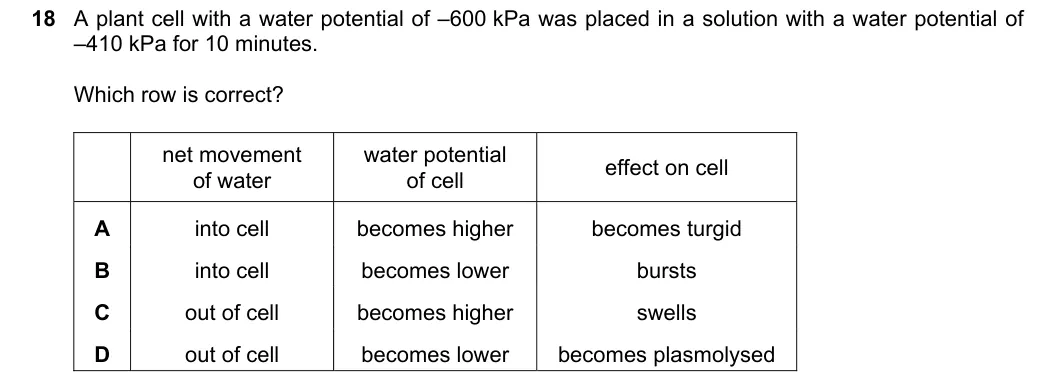 18 A plant cell with a water potential of –600 kPa was placed in a solution with a water potential of
–410 kPa for 10 minutes.
Which row is correct?
net movement of water water potential of cell effect on cell
A into cell becomes higher becomes turgid
B into cell becomes lower bursts
C out of cell becomes higher swells
D out of cell becomes lower becomes plasmolysed